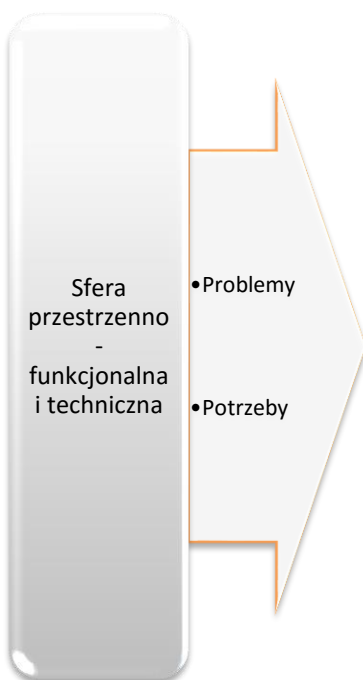 Sfera
przestrzenno
-
funkcjonalna
i techniczna
•Problemy
•Potrzeby